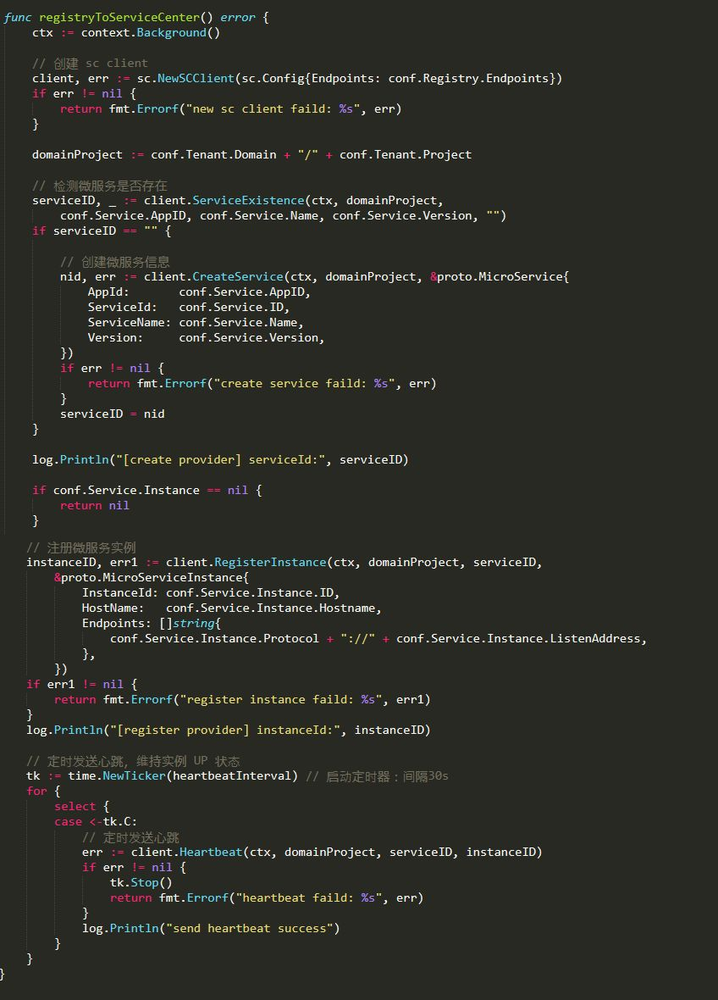 func registryToServiceCenter() error {
ctx := context.Background()
// 创建 sc client
client, err := sc.NewSCClient(sc.Config{Endpoints: conf.Registry.Endpoints})
if err != nil {
return fmt.Errorf("new sc client faild: %s", err)
}
domainProject := conf.Tenant.Domain + "/" + conf.Tenant.Project
// 检测微服务是否存在
serviceID, _ := client.ServiceExistence(ctx, domainProject,
conf.Service.AppID, conf.Service.Name, conf.Service.Version, "")
if serviceID == "" {
// 创建微服务信息
nid, err := client.CreateService(ctx, domainProject, &proto.MicroService{
AppId: conf.Service.AppID,
ServiceId: conf.Service.ID,
ServiceName: conf.Service.Name,
Version: conf.Service.Version,
})
if err != nil {
return fmt.Errorf("create service faild: %s", err)
}
serviceID = nid
}
log.Println("[create provider] serviceId:", serviceID)
if conf.Service.Instance == nil {
return nil
}
// 注册微服务实例
instanceID, err1 := client.RegisterInstance(ctx, domainProject, serviceID,
&proto.MicroServiceInstance{
InstanceId: conf.Service.Instance.ID,
HostName: conf.Service.Instance.Hostname,
Endpoints: []string{
conf.Service.Instance.Protocol + "://" + conf.Service.Instance.ListenAddress,
},
})
if err1 != nil {
return fmt.Errorf("register instance faild: %s", err1)
}
log.Println("[register provider] instanceId:", instanceID)
// 定时发送心跳，维持实例 UP 状态
tk := time.NewTicker(heartbeatInterval) // 启动定时器：间隔30s
for {
select {
case <-tk.C:
// 定时发送心跳
err := client.Heartbeat(ctx, domainProject, serviceID, instanceID)
if err != nil {
tk.Stop()
return fmt.Errorf("heartbeat faild: %s", err)
}
log.Println("send heartbeat success")
}
}
}